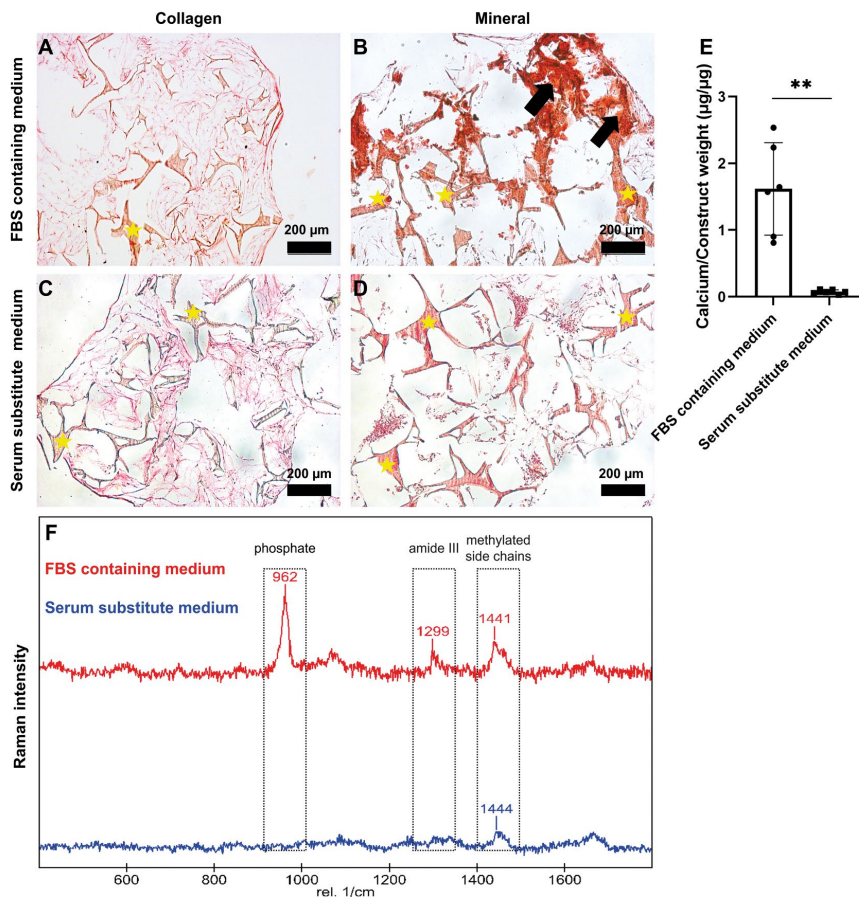 Collagen
Mineral
FBS containing medium
A
200 µm
B
200 µm
E
Calcium/Construct weight (µg/µg)
3
2
1
0
**
FBS containing medium
Serum substitute medium
Serum substitute medium
C
200 µm
D
200 µm
F
FBS containing medium
Serum substitute medium
phosphate
amide III
methylated
side chains
962
1299
1441
1444
Raman intensity
600
800
1000
1200
1400
1600
rel. 1/cm